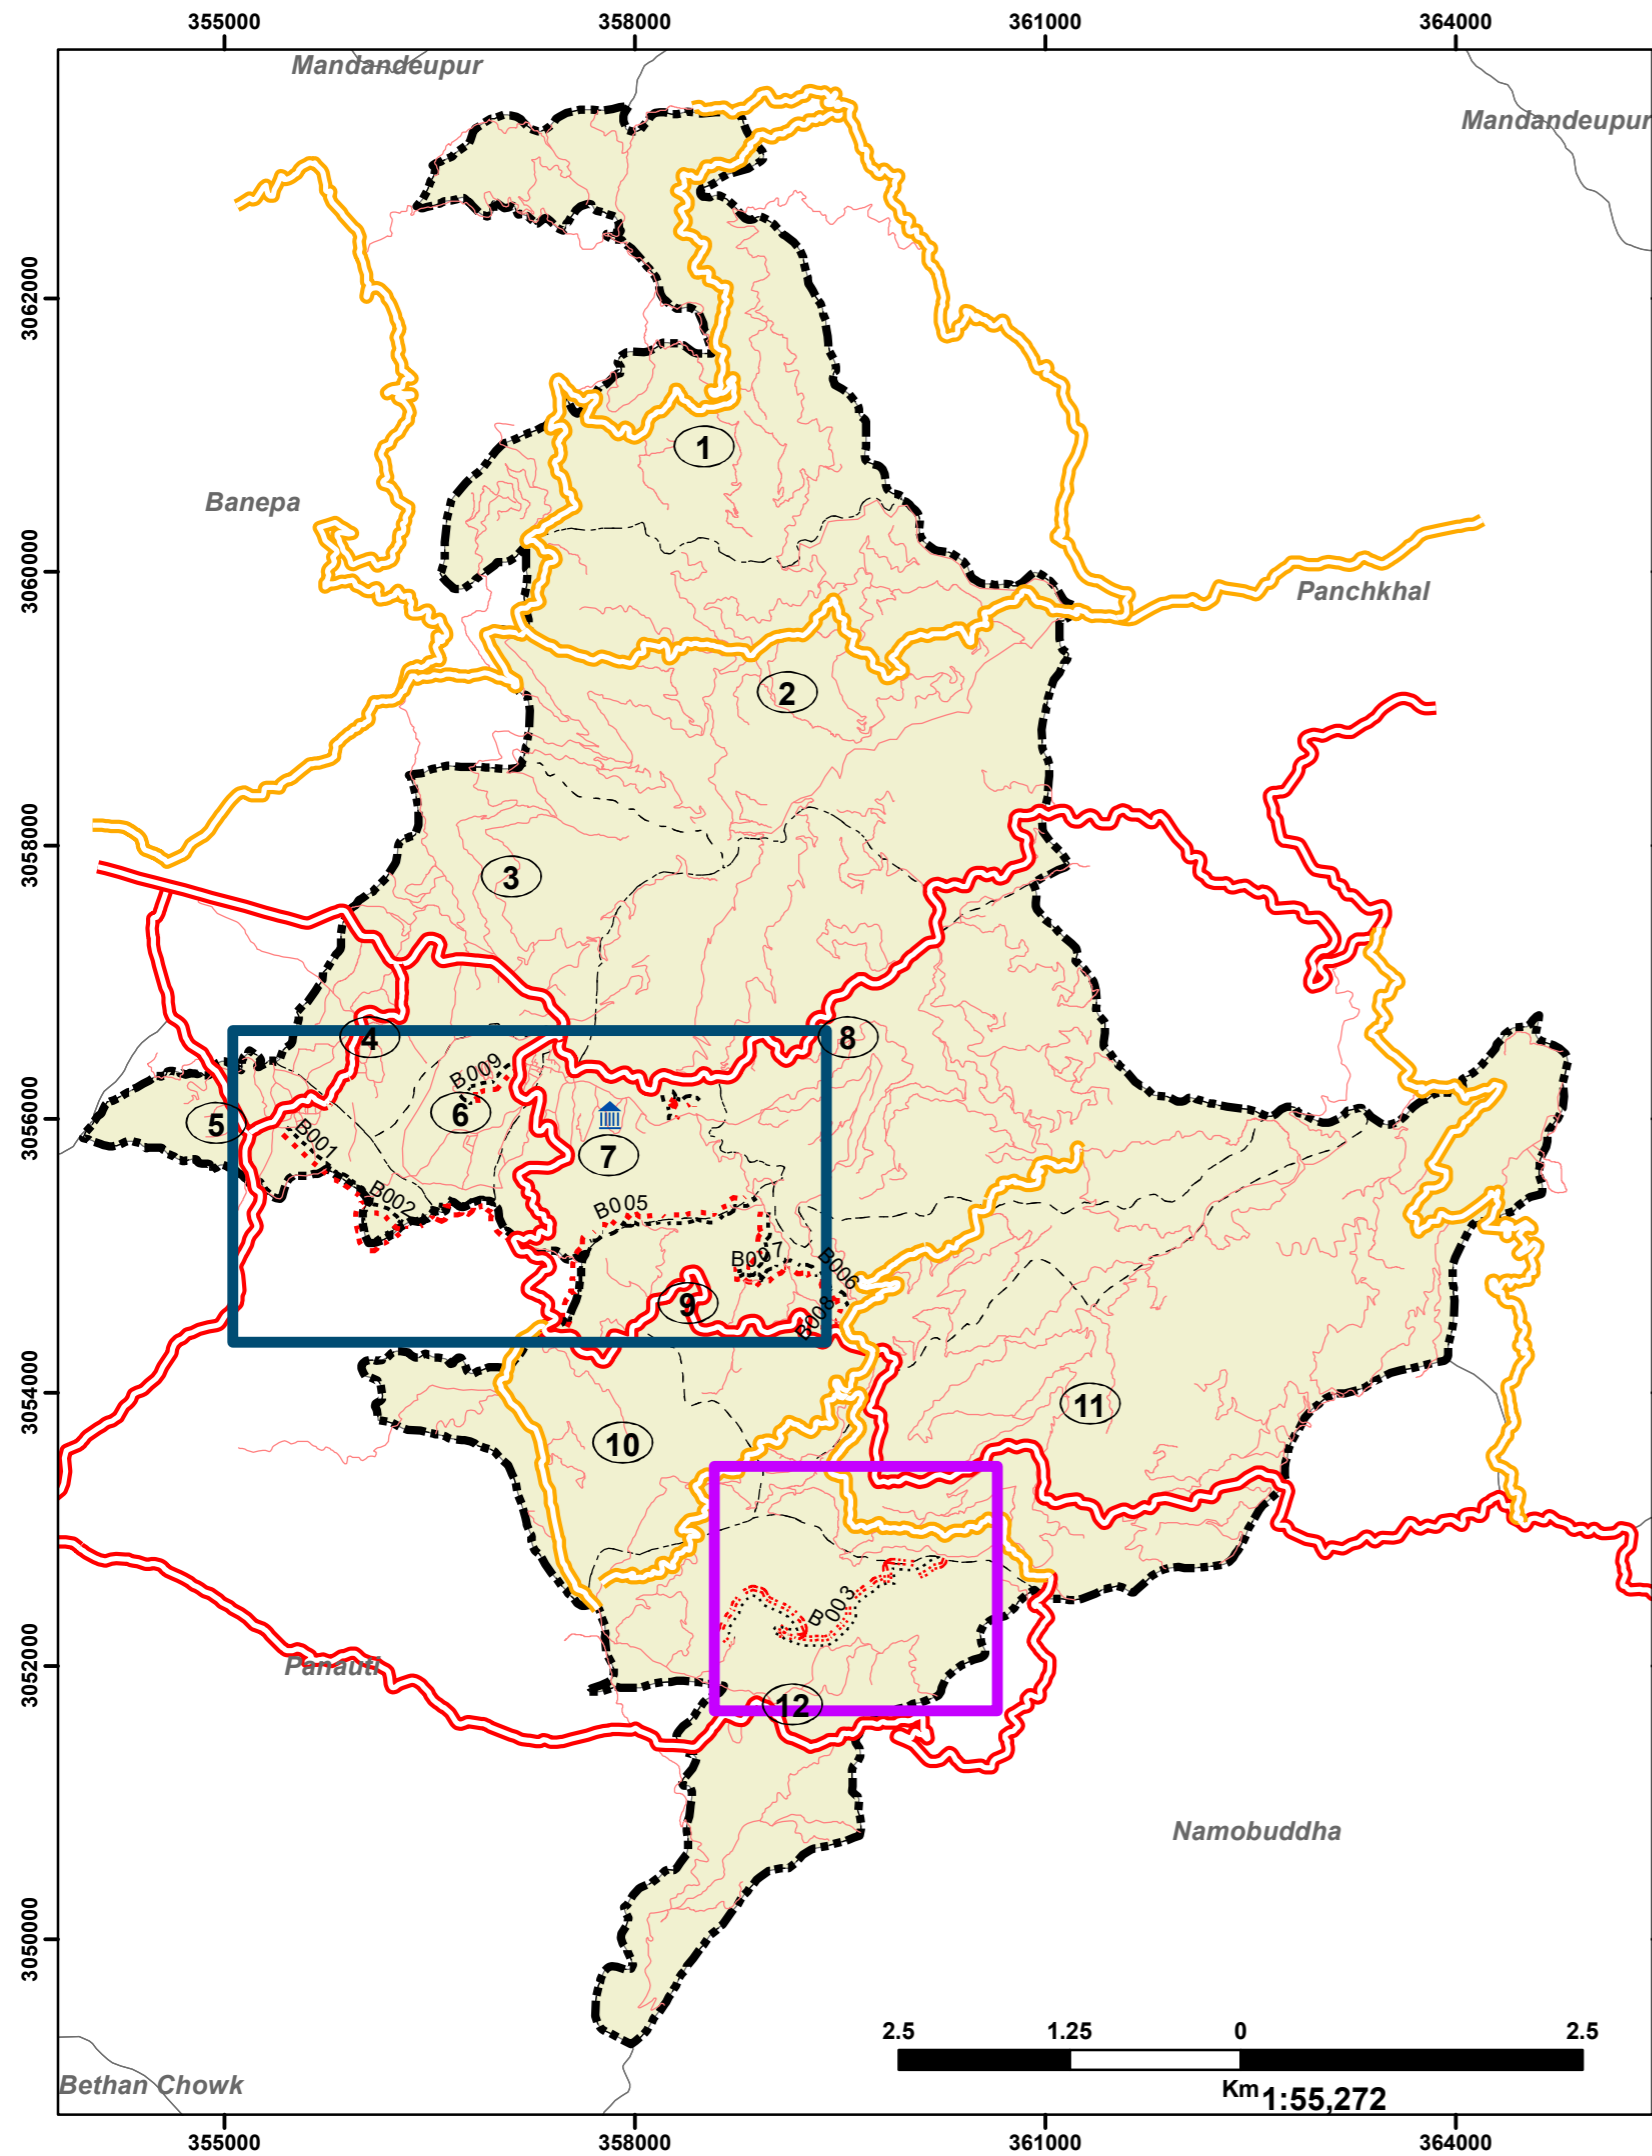 355000 358000 361000 364000
Mandandeupur
Mandandeupur
3062000
1
Banepa
3060000
Panchkhal
2
3058000
3
4
8
B009
3056000
6
5
B001
7
B002
B005
B007
B006
9
B008
3054000
11
10
B003
3052000
Panauti
12
Namobuddha
3050000
2.5 1.25 0 2.5
Km 1:55,272
Bethan Chowk
355000 358000 361000 364000